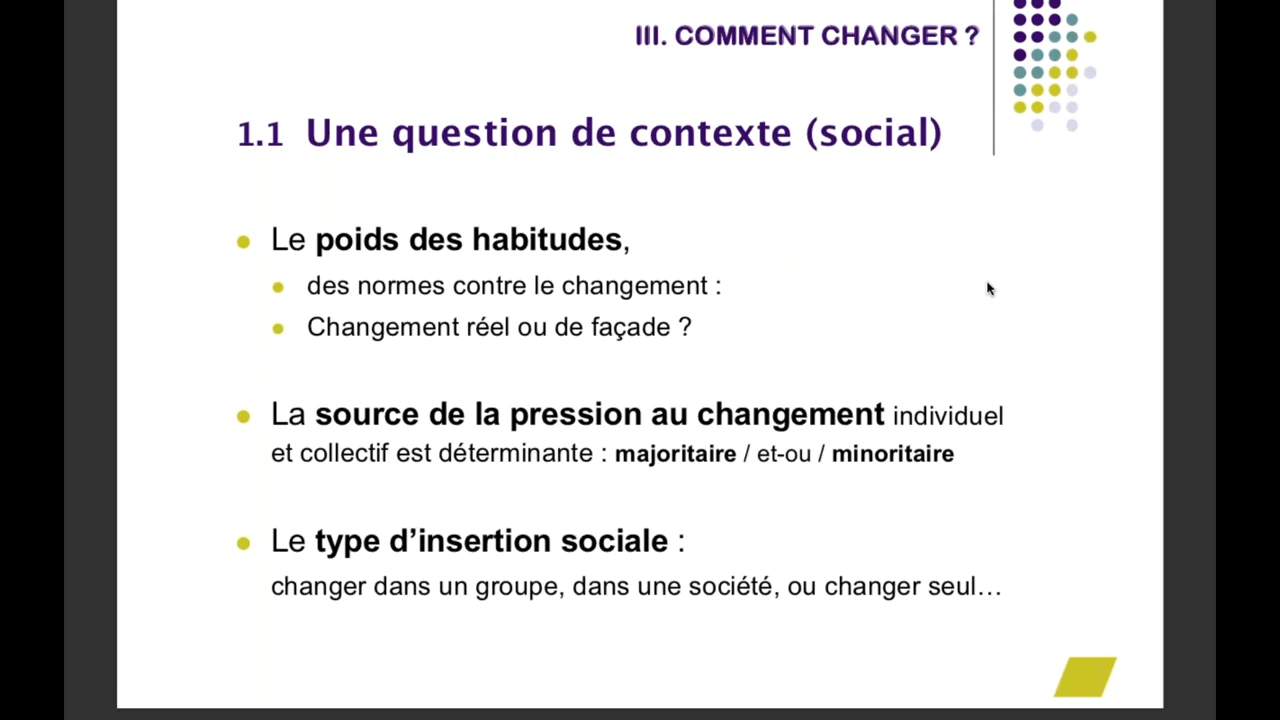 III. COMMENT CHANGER ?
1.1 Une question de contexte (social)
Le poids des habitudes,
des normes contre le changement :
Changement réel ou de façade ?
La source de la pression au changement individuel
et collectif est déterminante : majoritaire / et-ou / minoritaire
Le type d’insertion sociale :
changer dans un groupe, dans une société, ou changer seul…